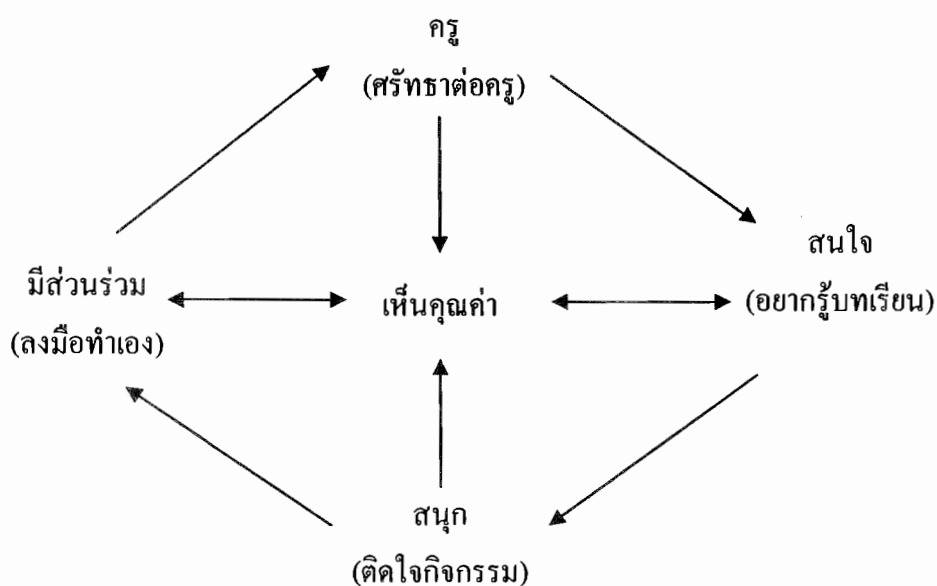 ครู
(ศรัทธาต่อครู)
สนใจ
(อยากรู้บทเรียน)
มีส่วนร่วม
(ลงมือทำเอง)
เห็นคุณค่า
สนุก
(ติดใจกิจกรรม)